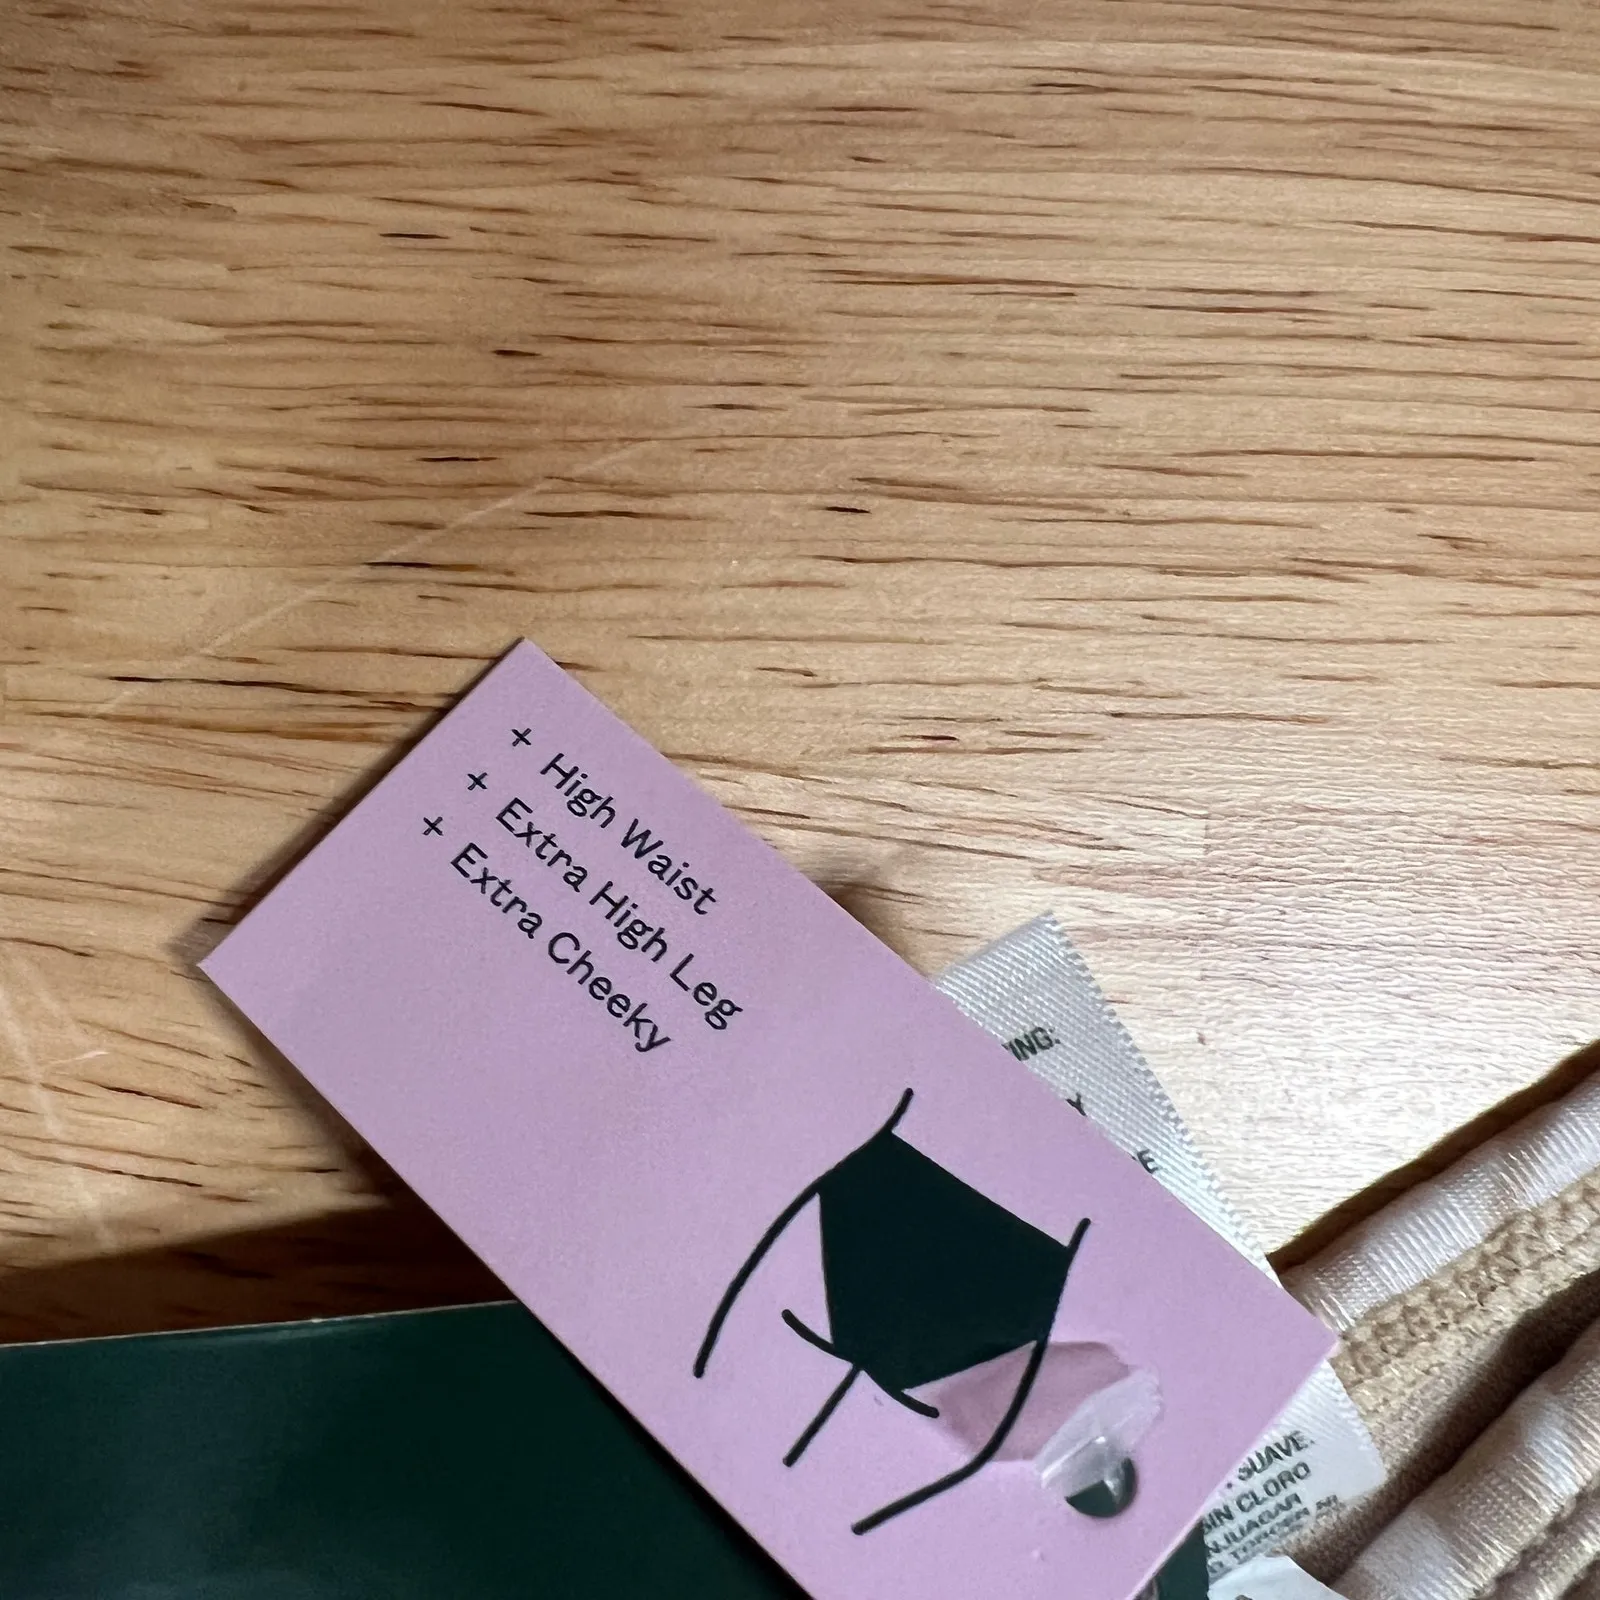 + High Waist
+ Extra High Leg
+ Extra Cheeky
SUAVE.
SIN CLORO